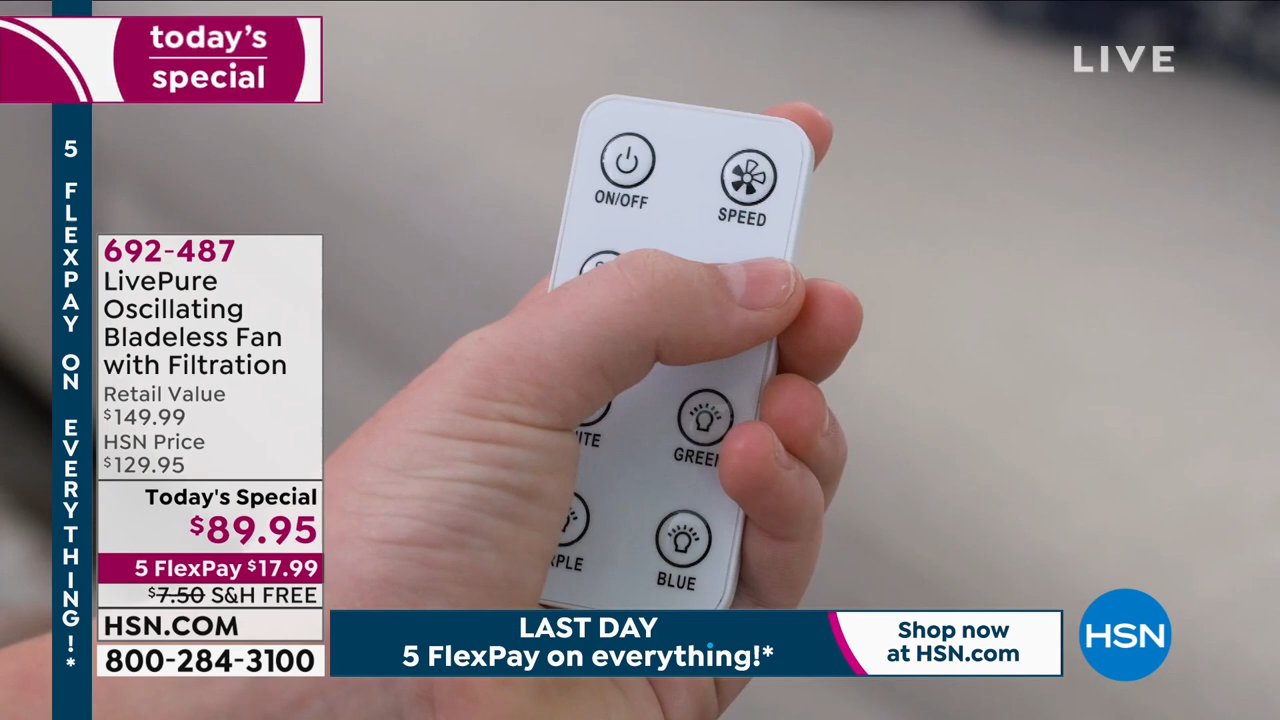 today's
special
LIVE
5 FLEXPAY ON EVERYTHING!*
692-487
LivePure
Oscillating
Bladeless Fan
with Filtration
Retail Value
$149.99
HSN Price
$129.95
Today's Special
$89.95
5 FlexPay $17.99
$7.50 S&H FREE
HSN.COM
800-284-3100
ON/OFF
SPEED
GREEN
BLUE
LAST DAY
5 FlexPay on everything!*
Shop now
at HSN.com
HSN